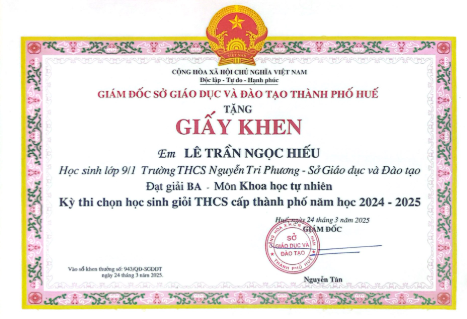 CỘNG HÒA XÃ HỘI CHỦ NGHĨA VIỆT NAM
Độc lập - Tự do - Hạnh phúc
GIÁM ĐỐC SỞ GIÁO DỤC VÀ ĐÀO TẠO THÀNH PHỐ HUẾ
TẶNG
GIẤY KHEN
Em LÊ TRẦN NGỌC HIẾU
Học sinh lớp 9/1 Trường THCS Nguyễn Tri Phương - Sở Giáo dục và Đào tạo
Đạt giải BA - Môn Khoa học tự nhiên
Kỳ thi chọn học sinh giỏi THCS cấp thành phố năm học 2024 - 2025
Huế, ngày 24 tháng 3 năm 2025
GIÁM ĐỐC
SỞ
GIÁO DỤC VÀ
ĐÀO TẠO
THÀNH PHỐ HUẾ
Vào sổ khen thưởng số: 943/QĐ-SGDĐT
ngày 24 tháng 3 năm 2025.
Nguyễn Tân